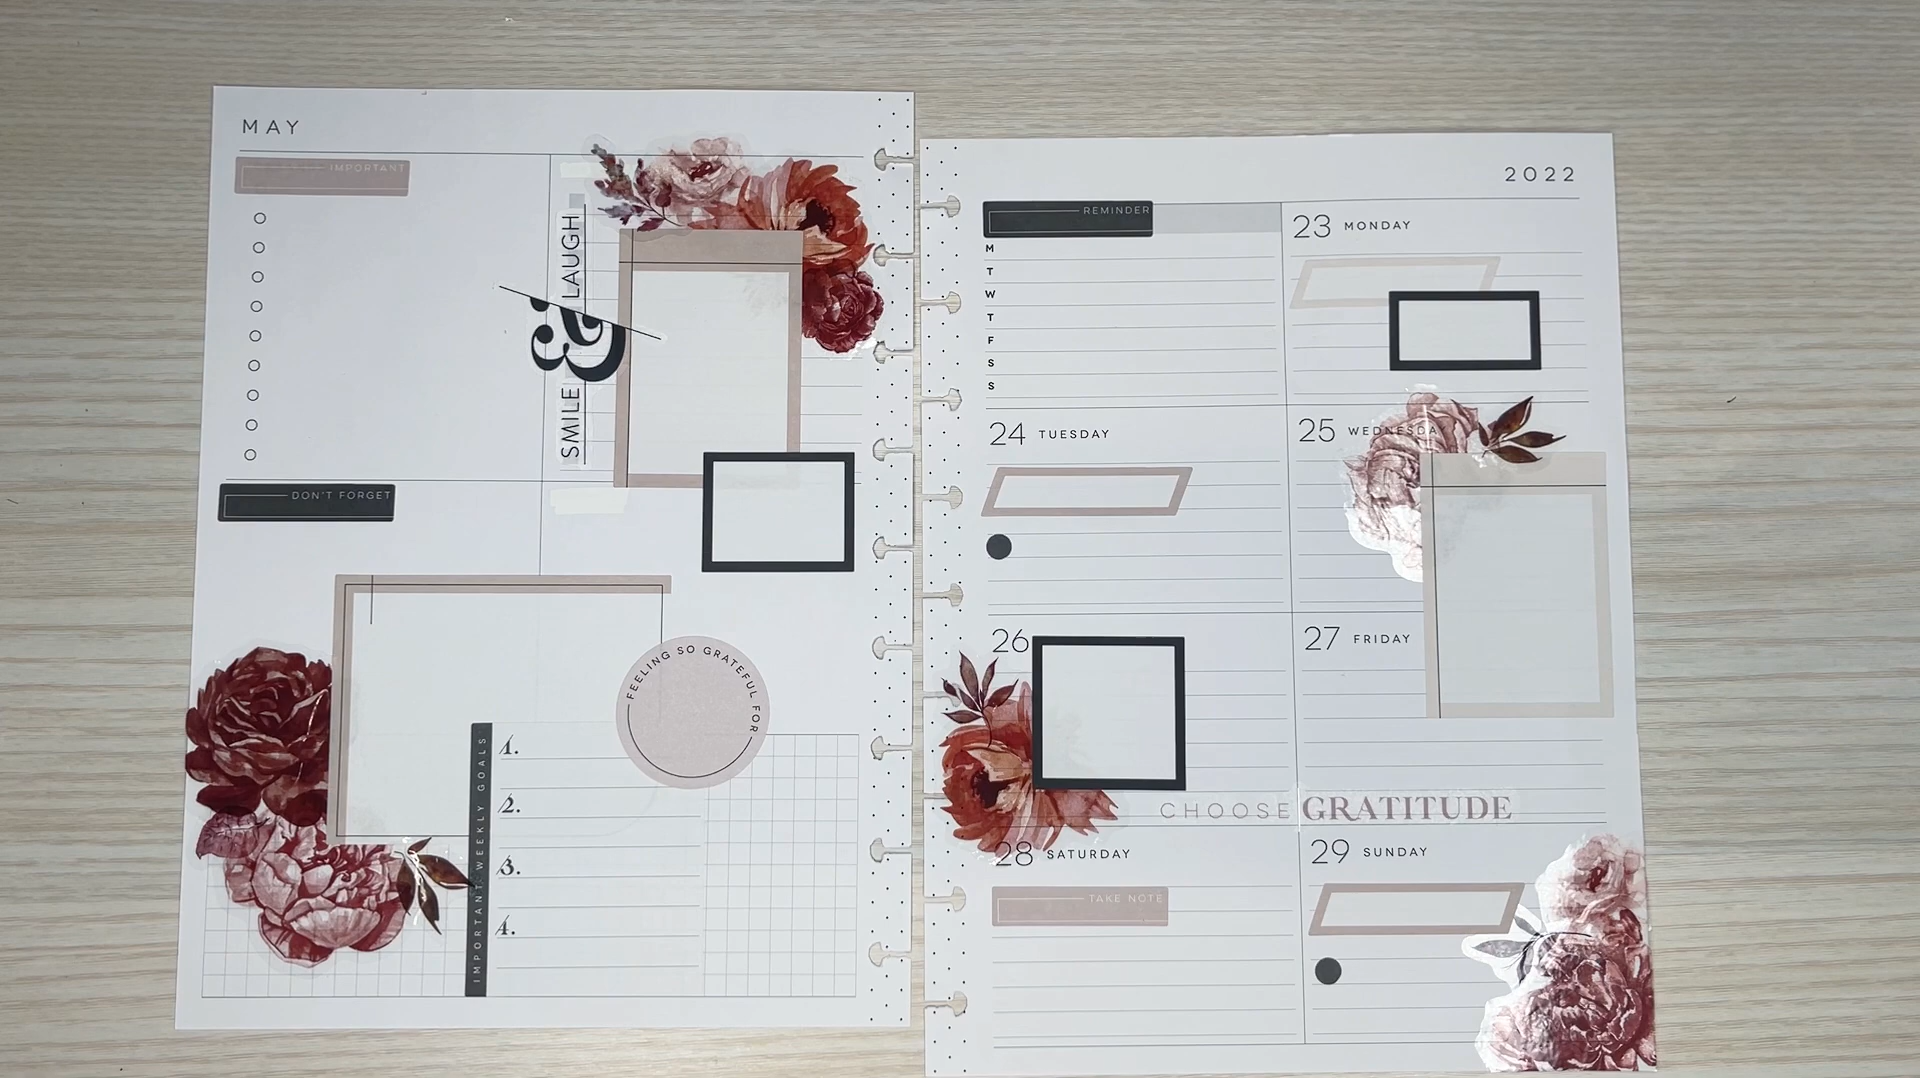 MAY
IMPORTANT
SMILE & LAUGH
DON'T FORGET
FEELING SO GRATEFUL FOR
IMPORTANT WEEKLY GOALS
1.
2.
3.
4.
2022
REMINDER
M
T
W
T
F
S
S
23 MONDAY
24 TUESDAY
25 WEDNESDA
26
27 FRIDAY
CHOOSE GRATITUDE
28 SATURDAY
TAKE NOTE
29 SUNDAY